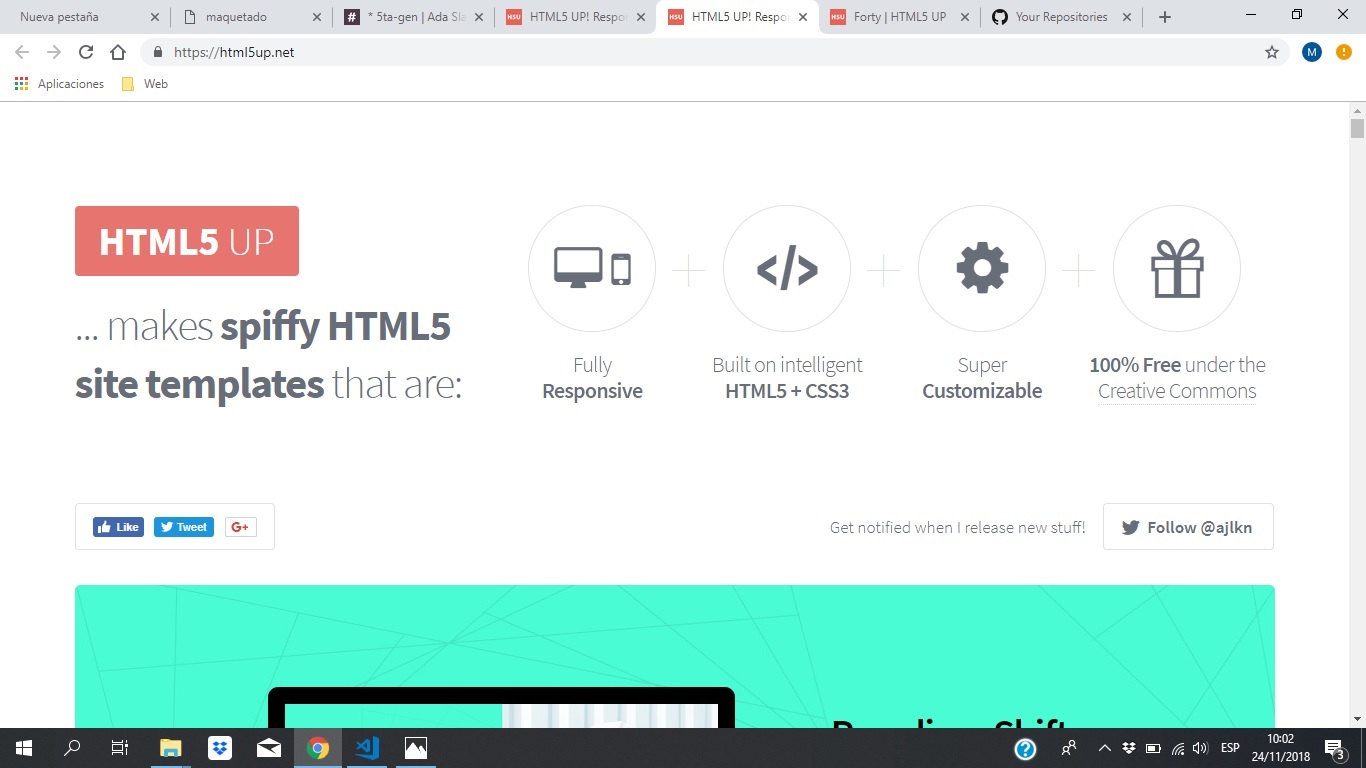 Nueva pestaña
maquetado
* 5ta-gen | Ada Sla
HTML5 UP! Respo
HTML5 UP! Respo
Forty | HTML5 UP
Your Repositories
https://html5up.net
M
Aplicaciones
Web
HTML5 UP
... makes spiffy HTML5
site templates that are:
Fully
Responsive
Built on intelligent
HTML5 + CSS3
Super
Customizable
100% Free under the
Creative Commons
Like
Tweet
G+
Get notified when I release new stuff!
Follow @ajlkn
ESP
10:02
24/11/2018
3